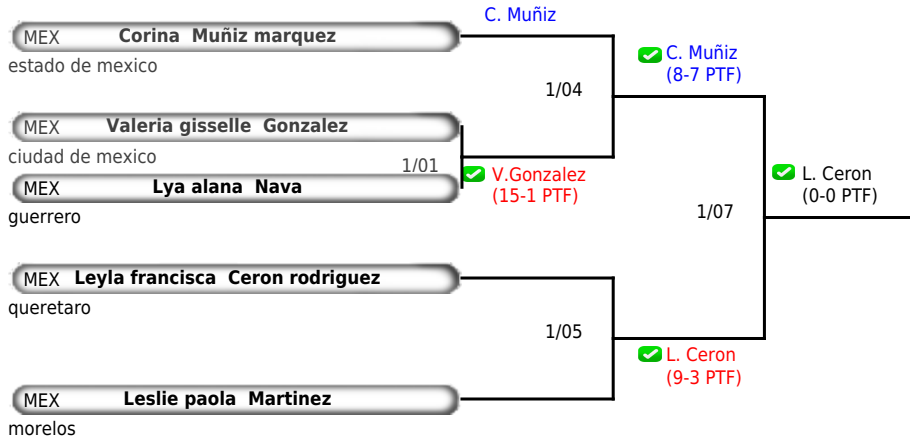 C. Muñiz
MEX Corina Muñiz marquez
estado de mexico
C. Muñiz
(8-7 PTF)
1/04
MEX Valeria gisselle Gonzalez
ciudad de mexico
1/01
V.Gonzalez
(15-1 PTF)
MEX Lya alana Nava
guerrero
L. Ceron
(0-0 PTF)
1/07
MEX Leyla francisca Ceron rodriguez
queretaro
1/05
L. Ceron
(9-3 PTF)
MEX Leslie paola Martinez
morelos